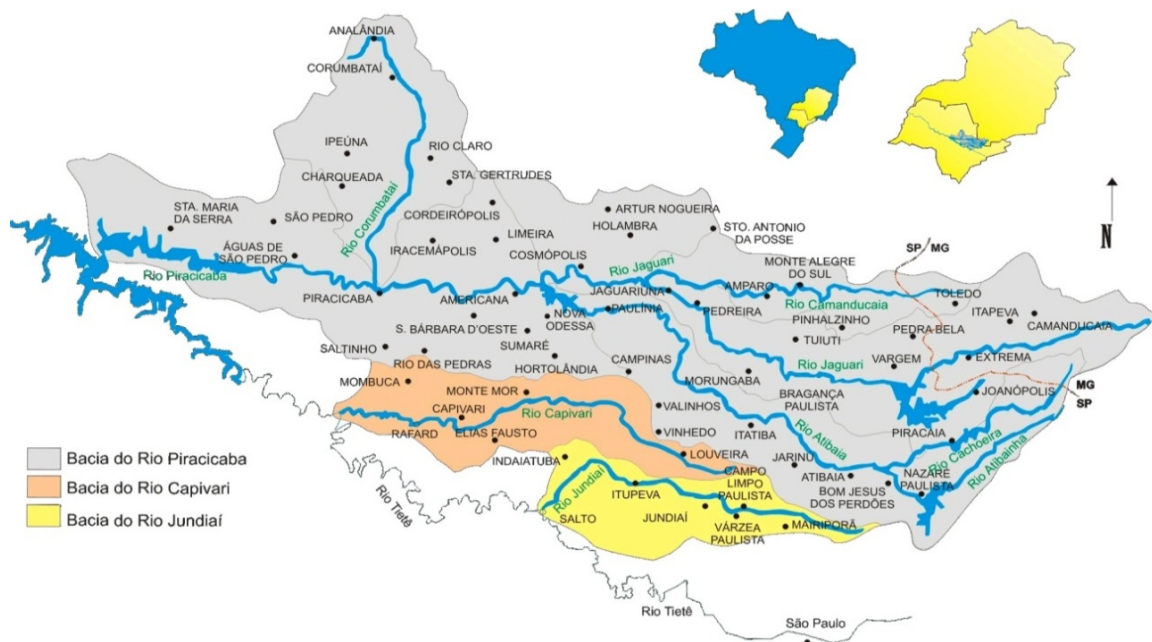 ANALÂNDIA
CORUMBATAÍ
IPEÚNA
RIO CLARO
CHARQUEADA
STA. GERTRUDES
Rio Corumbataí
STA. MARIA
DA SERRA
SÃO PEDRO
CORDEIRÓPOLIS
ARTUR NOGUEIRA
HOLAMBRA
STO. ANTONIO
DA POSSE
N
IRACEMÁPOLIS
LIMEIRA
ÁGUAS DE
SÃO PEDRO
COSMÓPOLIS
Rio Jaguari
MONTE ALEGRE
DO SUL
SP
MG
Rio Piracicaba
PIRACICABA
AMERICANA
JAGUARIUNA
AMPARO
Rio Camanducaia
TOLEDO
PAULÍNIA
PEDREIRA
ITAPEVA
CAMANDUCAIA
NOVA
ODESSA
S. BÁRBARA D'OESTE
PINHALZINHO
PEDRA BELA
TUIUTI
SALTINHO
SUMARÉ
RIO DAS PEDRAS
HORTOLÂNDIA
CAMPINAS
Rio Jaguari
VARGEM
EXTREMA
MOMBUCA
MONTE MOR
MORUNGABA
BRAGANÇA
PAULISTA
JOANÓPOLIS
MG
SP
CAPIVARI
Rio Capivari
VALINHOS
RAFARD
ELIAS FAUSTO
VINHEDO
ITATIBA
Rio Atibaia
PIRACAIA
Rio Cachoeira
Rio Atibainha
INDAIATUBA
LOUVEIRA
JARINU
CAMPO
LIMPO
PAULISTA
ATIBAIA
BOM JESUS
DOS PERDÕES
NAZARÉ
PAULISTA
Rio Jundiaí
ITUPEVA
SALTO
JUNDIAÍ
VÁRZEA
PAULISTA
MAIRIPORÃ
Bacia do Rio Piracicaba
Bacia do Rio Capivari
Bacia do Rio Jundiaí
Rio Tietê
Rio Tietê
São Paulo